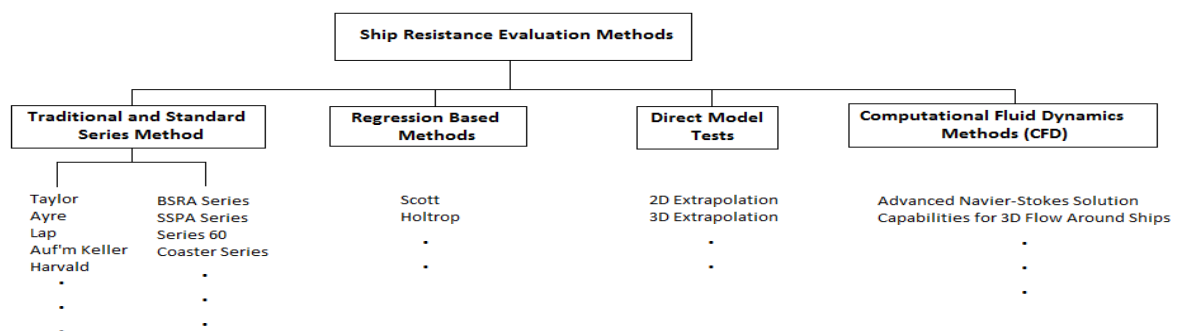 Ship Resistance Evaluation Methods
Traditional and Standard
Series Method
Regression Based
Methods
Direct Model
Tests
Computational Fluid Dynamics
Methods (CFD)
Taylor
Ayre
Lap
Auf'm Keller
Harvald
BSRA Series
SSPA Series
Series 60
Coaster Series
Scott
Holtrop
2D Extrapolation
3D Extrapolation
Advanced Navier-Stokes Solution
Capabilities for 3D Flow Around Ships